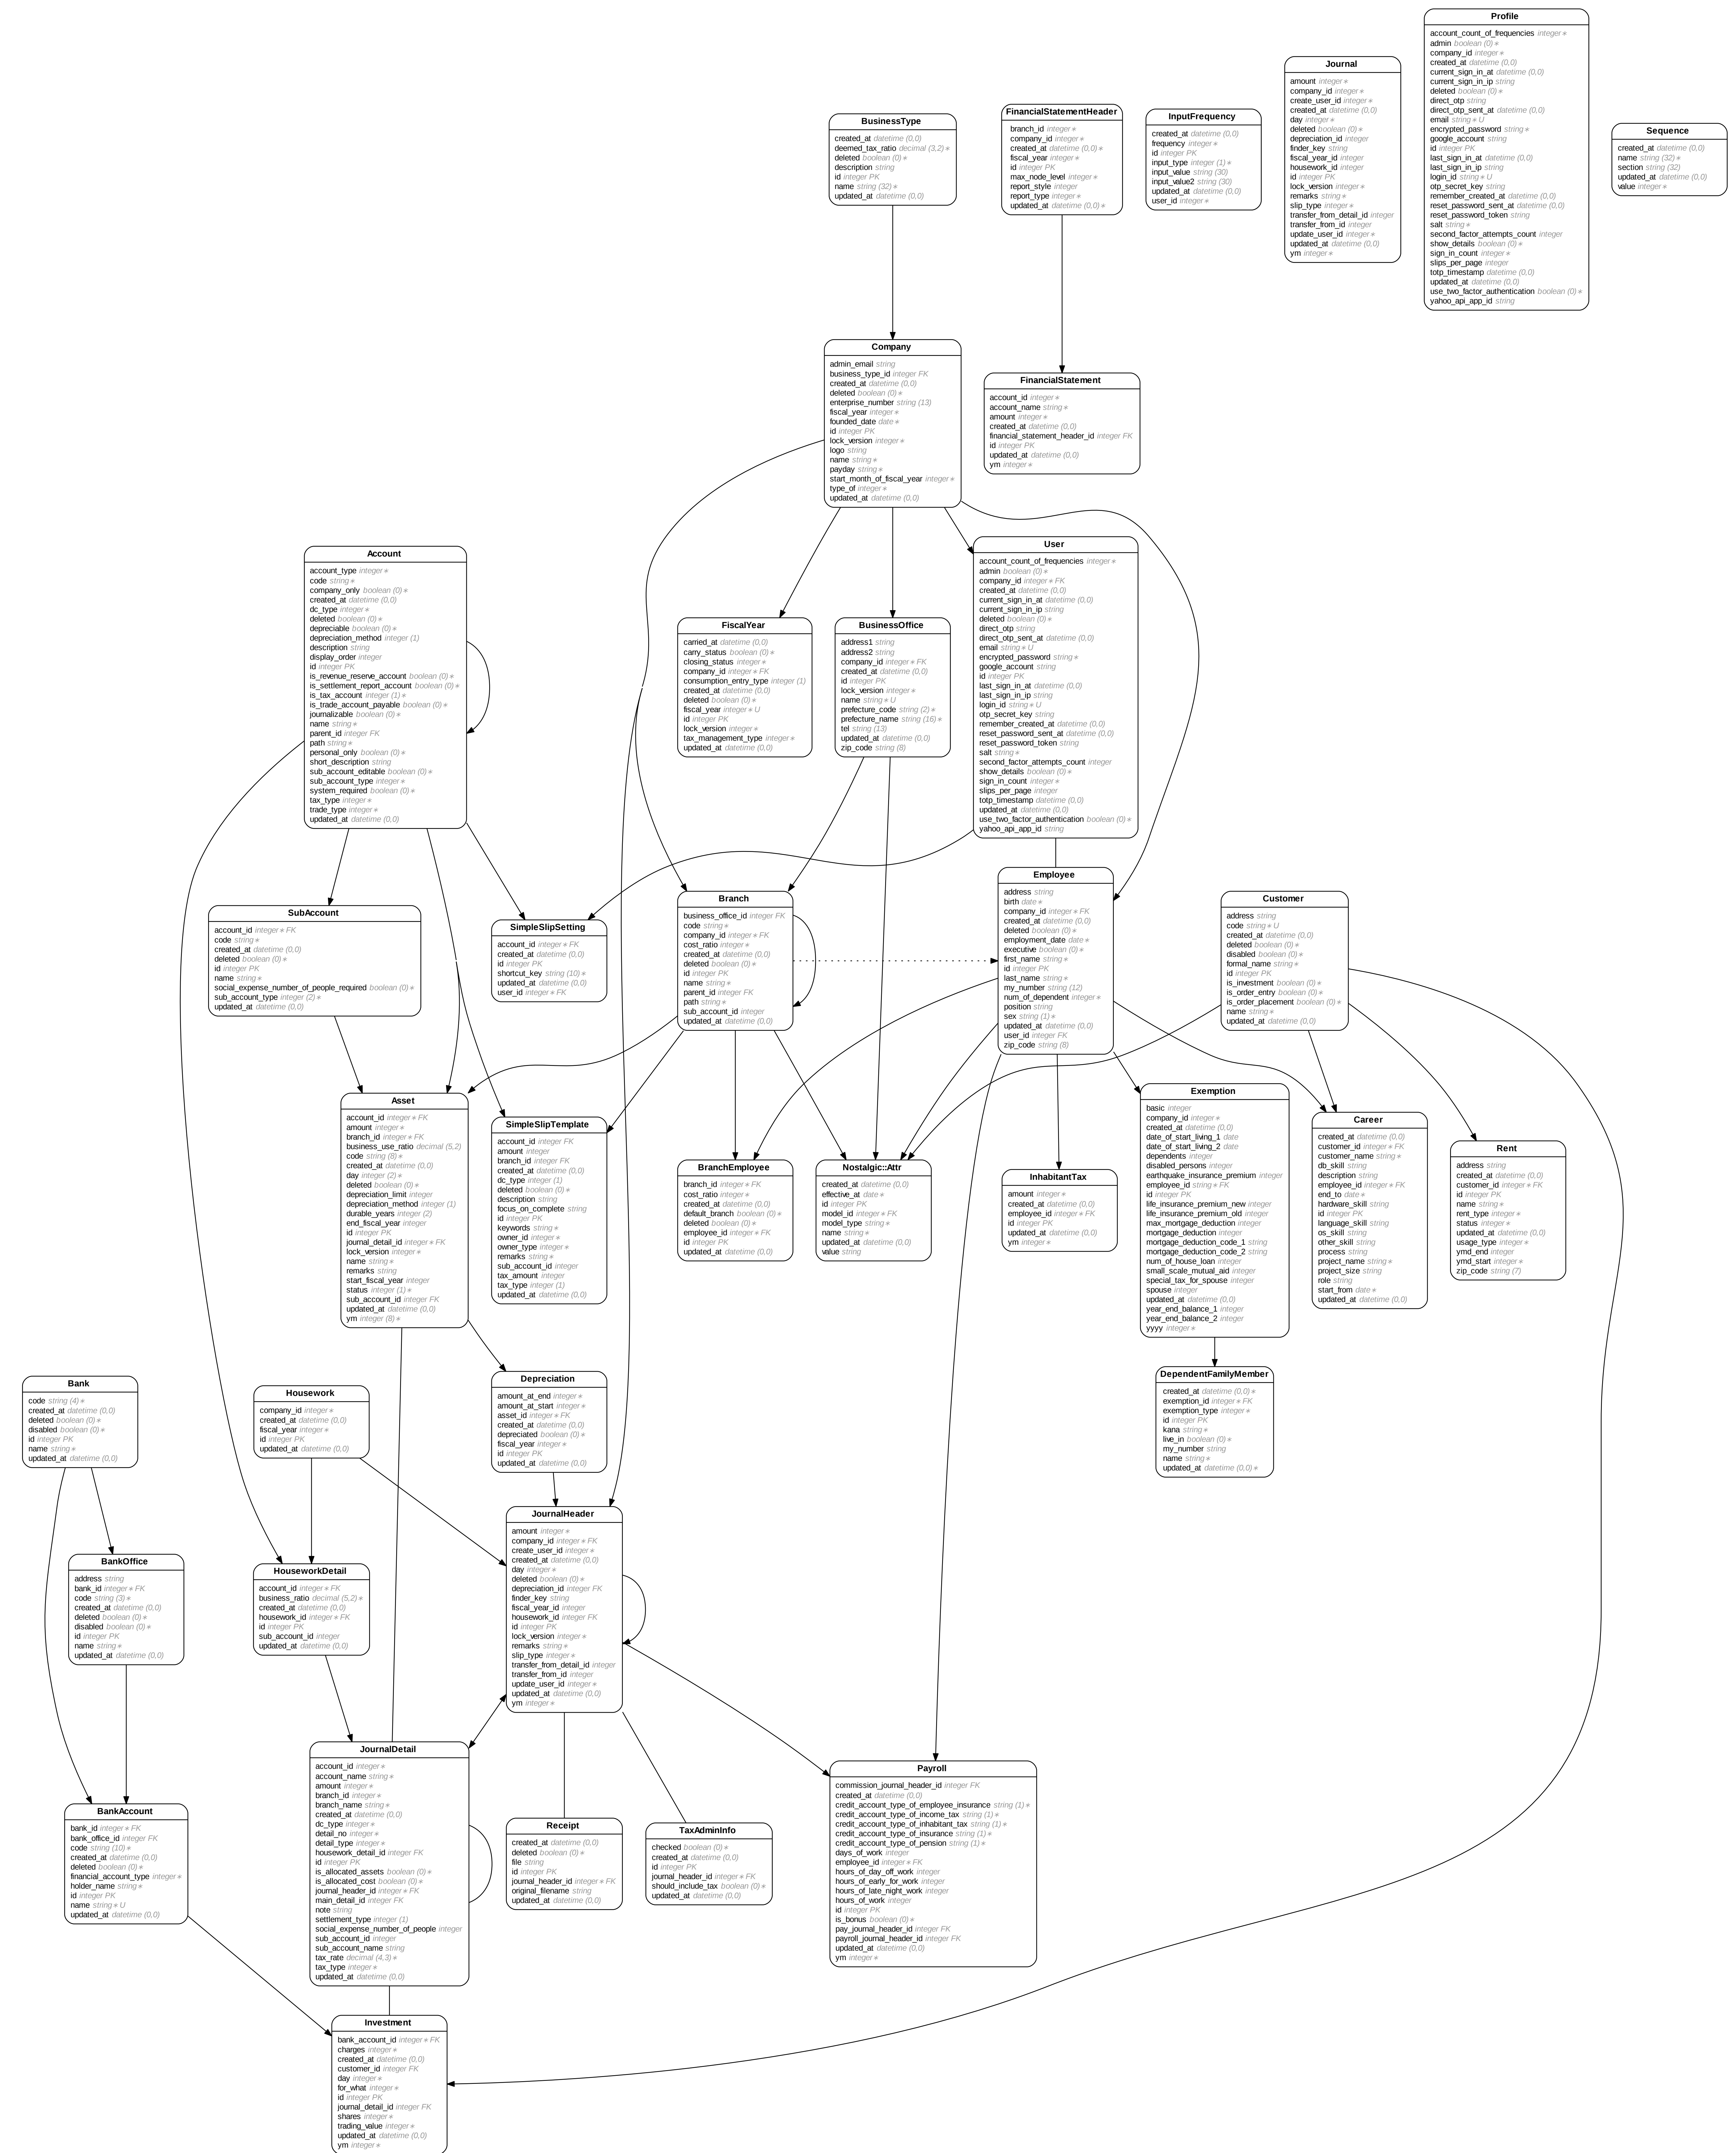 Profile
account_count_of_frequencies integer ∗
admin boolean (0) ∗
company_id integer ∗
created_at datetime (0,0)
current_sign_in_at datetime (0,0)
current_sign_in_ip string
deleted boolean (0) ∗
direct_otp string
direct_otp_sent_at datetime (0,0)
email string ∗ U
encrypted_password string ∗
google_account string
id integer PK
last_sign_in_at datetime (0,0)
last_sign_in_ip string
login_id string ∗ U
otp_secret_key string
remember_created_at datetime (0,0)
reset_password_sent_at datetime (0,0)
reset_password_token string
salt string ∗
second_factor_attempts_count integer
show_details boolean (0) ∗
sign_in_count integer ∗
slips_per_page integer
totp_timestamp datetime (0,0)
updated_at datetime (0,0)
use_two_factor_authentication boolean (0) ∗
yahoo_api_app_id string
Journal
amount integer ∗
company_id integer ∗
create_user_id integer ∗
created_at datetime (0,0)
day integer ∗
deleted boolean (0) ∗
depreciation_id integer
finder_key string
fiscal_year_id integer
housework_id integer
id integer PK
lock_version integer ∗
remarks string ∗
slip_type integer ∗
transfer_from_detail_id integer
transfer_from_id integer
update_user_id integer ∗
updated_at datetime (0,0)
ym integer ∗
BusinessType
created_at datetime (0,0)
deemed_tax_ratio decimal (3,2) ∗
deleted boolean (0) ∗
description string
id integer PK
name string (32) ∗
updated_at datetime (0,0)
FinancialStatementHeader
branch_id integer ∗
company_id integer ∗
created_at datetime (0,0) ∗
fiscal_year integer ∗
id integer PK
max_node_level integer ∗
report_style integer
report_type integer ∗
updated_at datetime (0,0) ∗
InputFrequency
created_at datetime (0,0)
frequency integer ∗
id integer PK
input_type integer (1) ∗
input_value string (30)
input_value2 string (30)
updated_at datetime (0,0)
user_id integer ∗
Sequence
created_at datetime (0,0)
name string (32) ∗
section string (32)
updated_at datetime (0,0)
value integer ∗
Company
admin_email string
business_type_id integer FK
created_at datetime (0,0)
deleted boolean (0) ∗
enterprise_number string (13)
fiscal_year integer ∗
founded_date date ∗
id integer PK
lock_version integer ∗
logo string
name string ∗
payday string ∗
start_month_of_fiscal_year integer ∗
type_of integer ∗
updated_at datetime (0,0)
FinancialStatement
account_id integer ∗
account_name string ∗
amount integer ∗
created_at datetime (0,0)
financial_statement_header_id integer FK
id integer PK
updated_at datetime (0,0)
ym integer ∗
Account
account_type integer ∗
code string ∗
company_only boolean (0) ∗
created_at datetime (0,0)
dc_type integer ∗
deleted boolean (0) ∗
depreciable boolean (0) ∗
depreciation_method integer (1)
description string
display_order integer
id integer PK
is_revenue_reserve_account boolean (0) ∗
is_settlement_report_account boolean (0) ∗
is_tax_account integer (1) ∗
is_trade_account_payable boolean (0) ∗
journalizable boolean (0) ∗
name string ∗
parent_id integer FK
path string ∗
personal_only boolean (0) ∗
short_description string
sub_account_editable boolean (0) ∗
sub_account_type integer ∗
system_required boolean (0) ∗
tax_type integer ∗
trade_type integer ∗
updated_at datetime (0,0)
FiscalYear
carried_at datetime (0,0)
carry_status boolean (0) ∗
closing_status integer ∗
company_id integer ∗ FK
consumption_entry_type integer (1)
created_at datetime (0,0)
deleted boolean (0) ∗
fiscal_year integer ∗ U
id integer PK
lock_version integer ∗
tax_management_type integer ∗
updated_at datetime (0,0)
BusinessOffice
address1 string
address2 string
company_id integer ∗ FK
created_at datetime (0,0)
id integer PK
lock_version integer ∗
name string ∗ U
prefecture_code string (2) ∗
prefecture_name string (16) ∗
tel string (13)
updated_at datetime (0,0)
zip_code string (8)
User
account_count_of_frequencies integer ∗
admin boolean (0) ∗
company_id integer ∗ FK
created_at datetime (0,0)
current_sign_in_at datetime (0,0)
current_sign_in_ip string
deleted boolean (0) ∗
direct_otp string
direct_otp_sent_at datetime (0,0)
email string ∗ U
encrypted_password string ∗
google_account string
id integer PK
last_sign_in_at datetime (0,0)
last_sign_in_ip string
login_id string ∗ U
otp_secret_key string
remember_created_at datetime (0,0)
reset_password_sent_at datetime (0,0)
reset_password_token string
salt string ∗
second_factor_attempts_count integer
show_details boolean (0) ∗
sign_in_count integer ∗
slips_per_page integer
totp_timestamp datetime (0,0)
updated_at datetime (0,0)
use_two_factor_authentication boolean (0) ∗
yahoo_api_app_id string
SubAccount
account_id integer ∗ FK
code string ∗
created_at datetime (0,0)
deleted boolean (0) ∗
id integer PK
name string ∗
social_expense_number_of_people_required boolean (0) ∗
sub_account_type integer (2) ∗
updated_at datetime (0,0)
SimpleSlipSetting
account_id integer ∗ FK
created_at datetime (0,0)
id integer PK
shortcut_key string (10) ∗
updated_at datetime (0,0)
user_id integer ∗ FK
Branch
business_office_id integer FK
code string ∗
company_id integer ∗ FK
cost_ratio integer ∗
created_at datetime (0,0)
deleted boolean (0) ∗
id integer PK
name string ∗
parent_id integer FK
path string ∗
sub_account_id integer
updated_at datetime (0,0)
Employee
address string
birth date ∗
company_id integer ∗ FK
created_at datetime (0,0)
deleted boolean (0) ∗
employment_date date ∗
executive boolean (0) ∗
first_name string ∗
id integer PK
last_name string ∗
my_number string (12)
num_of_dependent integer ∗
position string
sex string (1) ∗
updated_at datetime (0,0)
user_id integer FK
zip_code string (8)
Customer
address string
code string ∗ U
created_at datetime (0,0)
deleted boolean (0) ∗
disabled boolean (0) ∗
formal_name string ∗
id integer PK
is_investment boolean (0) ∗
is_order_entry boolean (0) ∗
is_order_placement boolean (0) ∗
name string ∗
updated_at datetime (0,0)
Asset
account_id integer ∗ FK
amount integer ∗
branch_id integer ∗ FK
business_use_ratio decimal (5,2)
code string (8) ∗
created_at datetime (0,0)
day integer (2) ∗
deleted boolean (0) ∗
depreciation_limit integer
depreciation_method integer (1)
durable_years integer (2)
end_fiscal_year integer
id integer PK
journal_detail_id integer ∗ FK
lock_version integer ∗
name string ∗
remarks string
start_fiscal_year integer
status integer (1) ∗
sub_account_id integer FK
updated_at datetime (0,0)
ym integer (8) ∗
SimpleSlipTemplate
account_id integer FK
amount integer
branch_id integer FK
created_at datetime (0,0)
dc_type integer (1)
deleted boolean (0) ∗
description string
focus_on_complete string
id integer PK
keywords string ∗
owner_id integer ∗
owner_type integer ∗
remarks string ∗
sub_account_id integer
tax_amount integer
tax_type integer (1)
updated_at datetime (0,0)
BranchEmployee
branch_id integer ∗ FK
cost_ratio integer ∗
created_at datetime (0,0)
default_branch boolean (0) ∗
deleted boolean (0) ∗
employee_id integer ∗ FK
id integer PK
updated_at datetime (0,0)
Nostalgic::Attr
created_at datetime (0,0)
effective_at date ∗
id integer PK
model_id integer ∗ FK
model_type string ∗
name string ∗
updated_at datetime (0,0)
value string
InhabitantTax
amount integer ∗
created_at datetime (0,0)
employee_id integer ∗ FK
id integer PK
updated_at datetime (0,0)
ym integer ∗
Exemption
basic integer
company_id integer ∗
created_at datetime (0,0)
date_of_start_living_1 date
date_of_start_living_2 date
dependents integer
disabled_persons integer
earthquake_insurance_premium integer
employee_id string ∗ FK
id integer PK
life_insurance_premium_new integer
life_insurance_premium_old integer
max_mortgage_deduction integer
mortgage_deduction integer
mortgage_deduction_code_1 string
mortgage_deduction_code_2 string
num_of_house_loan integer
small_scale_mutual_aid integer
special_tax_for_spouse integer
spouse integer
updated_at datetime (0,0)
year_end_balance_1 integer
year_end_balance_2 integer
yyyy integer ∗
Career
created_at datetime (0,0)
customer_id integer ∗ FK
customer_name string ∗
db_skill string
description string
employee_id integer ∗ FK
end_to date ∗
hardware_skill string
id integer PK
language_skill string
os_skill string
other_skill string
process string
project_name string ∗
project_size string
role string
start_from date ∗
updated_at datetime (0,0)
Rent
address string
created_at datetime (0,0)
customer_id integer ∗ FK
id integer PK
name string ∗
rent_type integer ∗
status integer ∗
updated_at datetime (0,0)
usage_type integer ∗
ymd_end integer
ymd_start integer ∗
zip_code string (7)
DependentFamilyMember
created_at datetime (0,0) ∗
exemption_id integer ∗ FK
exemption_type integer ∗
id integer PK
kana string ∗
live_in boolean (0) ∗
my_number string
name string ∗
updated_at datetime (0,0) ∗
Bank
code string (4) ∗
created_at datetime (0,0)
deleted boolean (0) ∗
disabled boolean (0) ∗
id integer PK
name string ∗
updated_at datetime (0,0)
Housework
company_id integer ∗
created_at datetime (0,0)
fiscal_year integer ∗
id integer PK
updated_at datetime (0,0)
Depreciation
amount_at_end integer ∗
amount_at_start integer ∗
asset_id integer ∗ FK
created_at datetime (0,0)
depreciated boolean (0) ∗
fiscal_year integer ∗
id integer PK
updated_at datetime (0,0)
JournalHeader
amount integer ∗
company_id integer ∗ FK
create_user_id integer ∗
created_at datetime (0,0)
day integer ∗
deleted boolean (0) ∗
depreciation_id integer FK
finder_key string
fiscal_year_id integer
housework_id integer FK
id integer PK
lock_version integer ∗
remarks string ∗
slip_type integer ∗
transfer_from_detail_id integer
transfer_from_id integer
update_user_id integer ∗
updated_at datetime (0,0)
ym integer ∗
BankOffice
address string
bank_id integer ∗ FK
code string (3) ∗
created_at datetime (0,0)
deleted boolean (0) ∗
disabled boolean (0) ∗
id integer PK
name string ∗
updated_at datetime (0,0)
HouseworkDetail
account_id integer ∗ FK
business_ratio decimal (5,2) ∗
created_at datetime (0,0)
housework_id integer ∗ FK
id integer PK
sub_account_id integer
updated_at datetime (0,0)
JournalDetail
account_id integer ∗
account_name string ∗
amount integer ∗
branch_id integer ∗
branch_name string ∗
created_at datetime (0,0)
dc_type integer ∗
detail_no integer ∗
detail_type integer ∗
housework_detail_id integer FK
id integer PK
is_allocated_assets boolean (0) ∗
is_allocated_cost boolean (0) ∗
journal_header_id integer ∗ FK
main_detail_id integer FK
note string
settlement_type integer (1)
social_expense_number_of_people integer
sub_account_id integer
sub_account_name string
tax_rate decimal (4,3) ∗
tax_type integer ∗
updated_at datetime (0,0)
Payroll
commission_journal_header_id integer FK
created_at datetime (0,0)
credit_account_type_of_employee_insurance string (1) ∗
credit_account_type_of_income_tax string (1) ∗
credit_account_type_of_inhabitant_tax string (1) ∗
credit_account_type_of_insurance string (1) ∗
credit_account_type_of_pension string (1) ∗
days_of_work integer
employee_id integer ∗ FK
hours_of_day_off_work integer
hours_of_early_for_work integer
hours_of_late_night_work integer
hours_of_work integer
id integer PK
is_bonus boolean (0) ∗
pay_journal_header_id integer FK
payroll_journal_header_id integer FK
updated_at datetime (0,0)
ym integer ∗
BankAccount
bank_id integer ∗ FK
bank_office_id integer FK
code string (10) ∗
created_at datetime (0,0)
deleted boolean (0) ∗
financial_account_type integer ∗
holder_name string ∗
id integer PK
name string ∗ U
updated_at datetime (0,0)
Receipt
created_at datetime (0,0)
deleted boolean (0) ∗
file string
id integer PK
journal_header_id integer ∗ FK
original_filename string
updated_at datetime (0,0)
TaxAdminInfo
checked boolean (0) ∗
created_at datetime (0,0)
id integer PK
journal_header_id integer ∗ FK
should_include_tax boolean (0) ∗
updated_at datetime (0,0)
Investment
bank_account_id integer ∗ FK
charges integer ∗
created_at datetime (0,0)
customer_id integer FK
day integer ∗
for_what integer ∗
id integer PK
journal_detail_id integer FK
shares integer ∗
trading_value integer ∗
updated_at datetime (0,0)
ym integer ∗